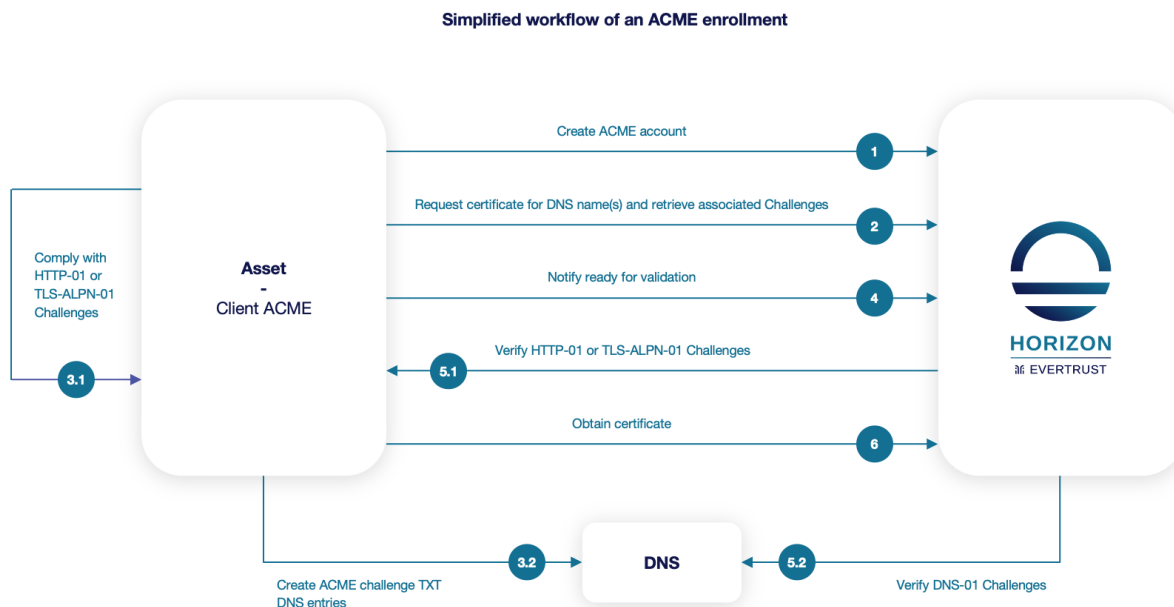 Simplified workflow of an ACME enrollment
Create ACME account
1
Request certificate for DNS name(s) and retrieve associated Challenges
2
Comply with
HTTP-01 or
TLS-ALPN-01
Challenges
3.1
Asset
-
Client ACME
Notify ready for validation
4
Verify HTTP-01 or TLS-ALPN-01 Challenges
5.1
Obtain certificate
6
HORIZON
EVERTRUST
3.2
DNS
5.2
Create ACME challenge TXT
DNS entries
Verify DNS-01 Challenges